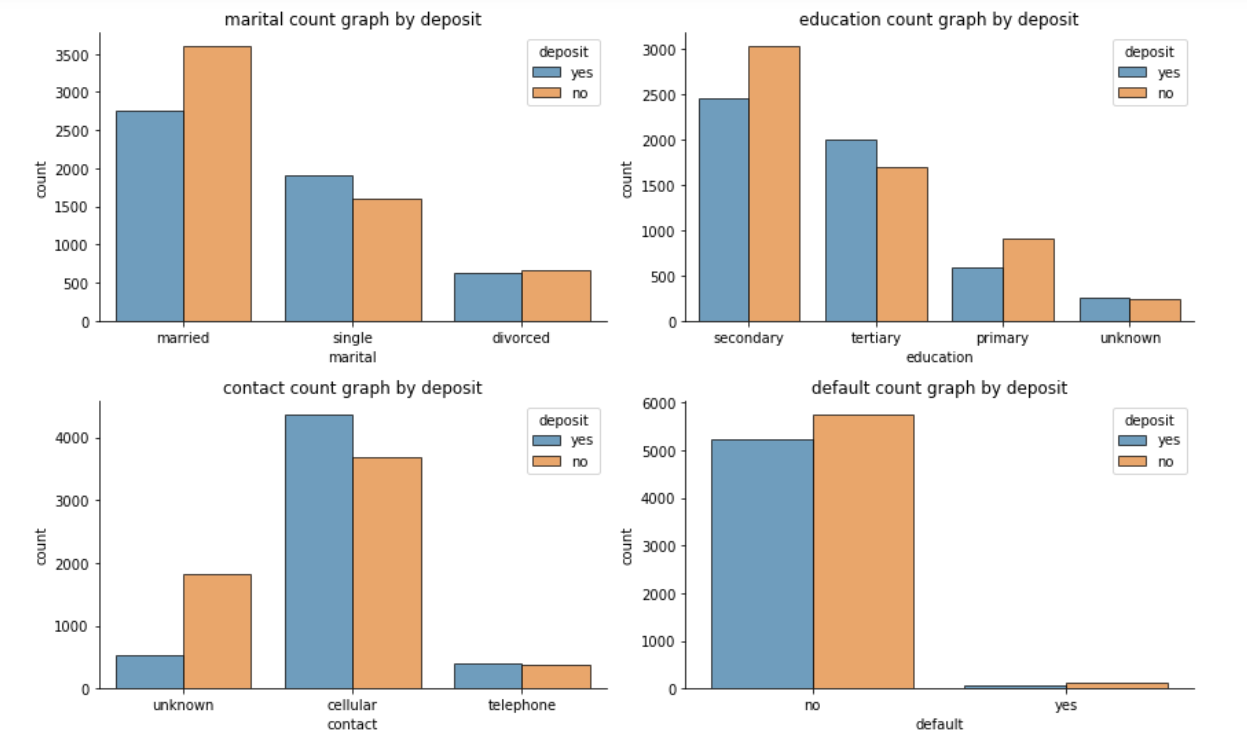 marital count graph by deposit
3500
3000
2500
2000
1500
1000
500
0
count
deposit
yes
no
married single divorced
marital
education count graph by deposit
3000
2500
2000
1500
1000
500
0
count
deposit
yes
no
secondary tertiary primary unknown
education
contact count graph by deposit
4000
3000
2000
1000
0
count
deposit
yes
no
unknown cellular telephone
contact
default count graph by deposit
6000
5000
4000
3000
2000
1000
0
count
deposit
yes
no
no yes
default